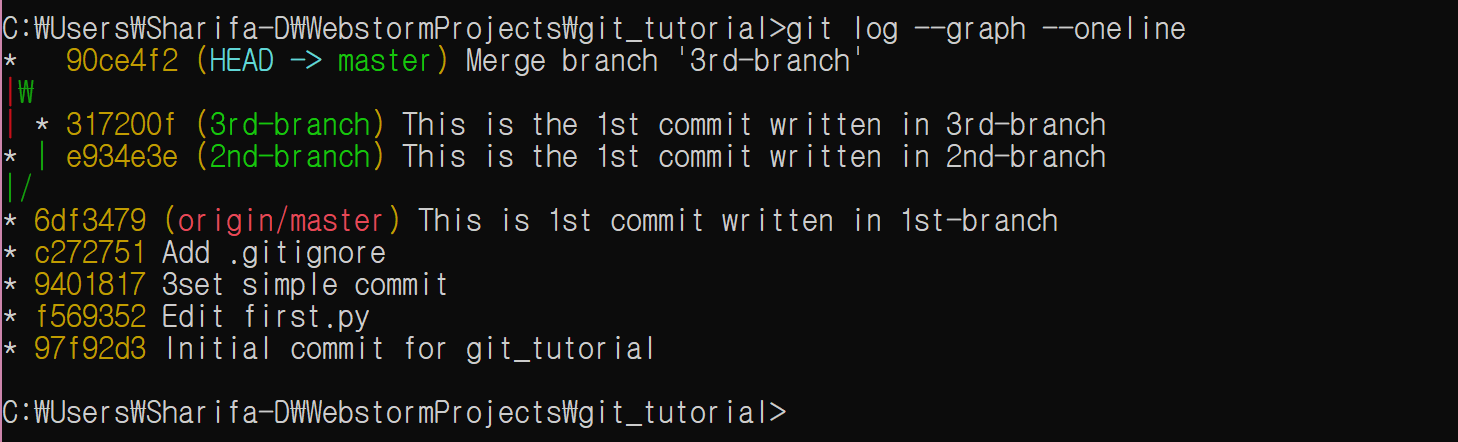 C:₩Users₩Sharifa-D₩WebstormProjects₩git_tutorial>git log --graph --oneline
*   90ce4f2 (HEAD -> master) Merge branch '3rd-branch'
|₩
| * 317200f (3rd-branch) This is the 1st commit written in 3rd-branch
* | e934e3e (2nd-branch) This is the 1st commit written in 2nd-branch
|/
* 6df3479 (origin/master) This is 1st commit written in 1st-branch
* c272751 Add .gitignore
* 9401817 3set simple commit
* f569352 Edit first.py
* 97f92d3 Initial commit for git_tutorial
C:₩Users₩Sharifa-D₩WebstormProjects₩git_tutorial>